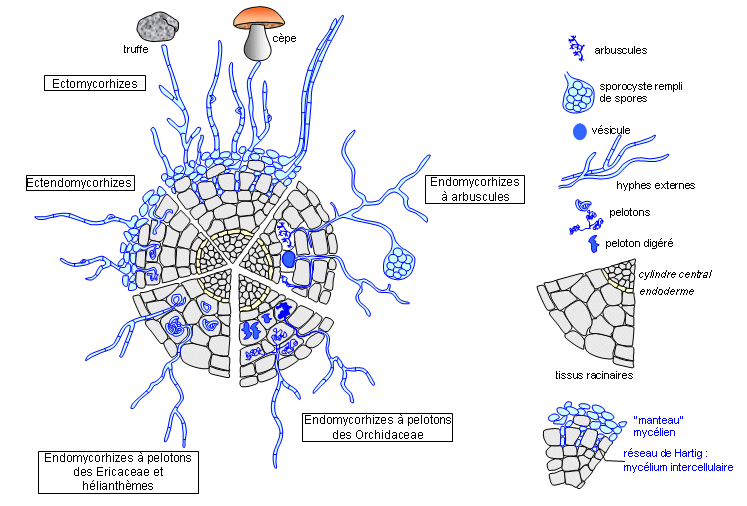 truffe
cèpe
Ectomycorhizes
Ectendomycorhizes
Endomycorhizes
à arbuscules
Endomycorhizes à pelotons
des Orchidaceae
Endomycorhizes à pelotons
des Ericaceae et
hélianthèmes
arbuscules
sporocyste rempli
de spores
vésicule
hyphes externes
pelotons
peloton digéré
cylindre central
endoderme
tissus racinaires
"manteau"
mycélien
réseau de Hartig :
mycélium intercellulaire